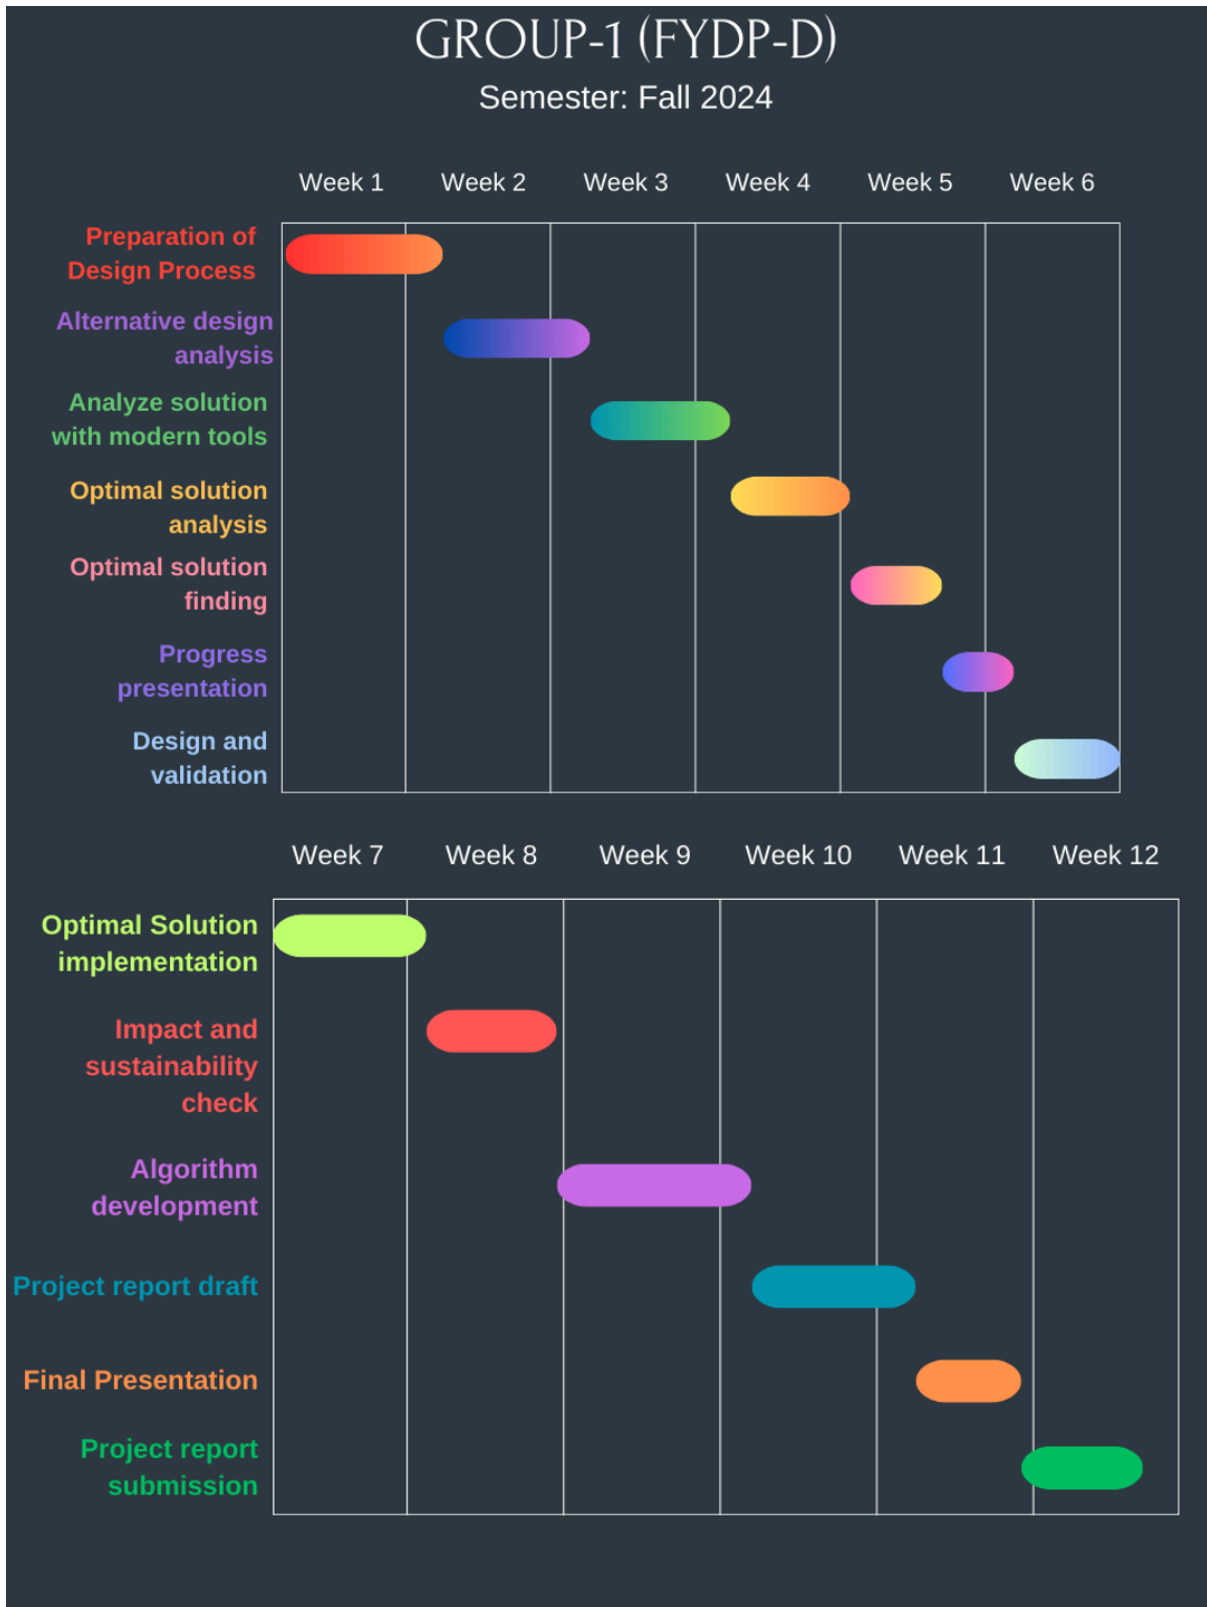 GROUP-1 (FYDP-D)
Semester: Fall 2024
Week 1 Week 2 Week 3 Week 4 Week 5 Week 6
Preparation of
Design Process
Alternative design
analysis
Analyze solution
with modern tools
Optimal solution
analysis
Optimal solution
finding
Progress
presentation
Design and
validation
Week 7 Week 8 Week 9 Week 10 Week 11 Week 12
Optimal Solution
implementation
Impact and
sustainability
check
Algorithm
development
Project report draft
Final Presentation
Project report
submission